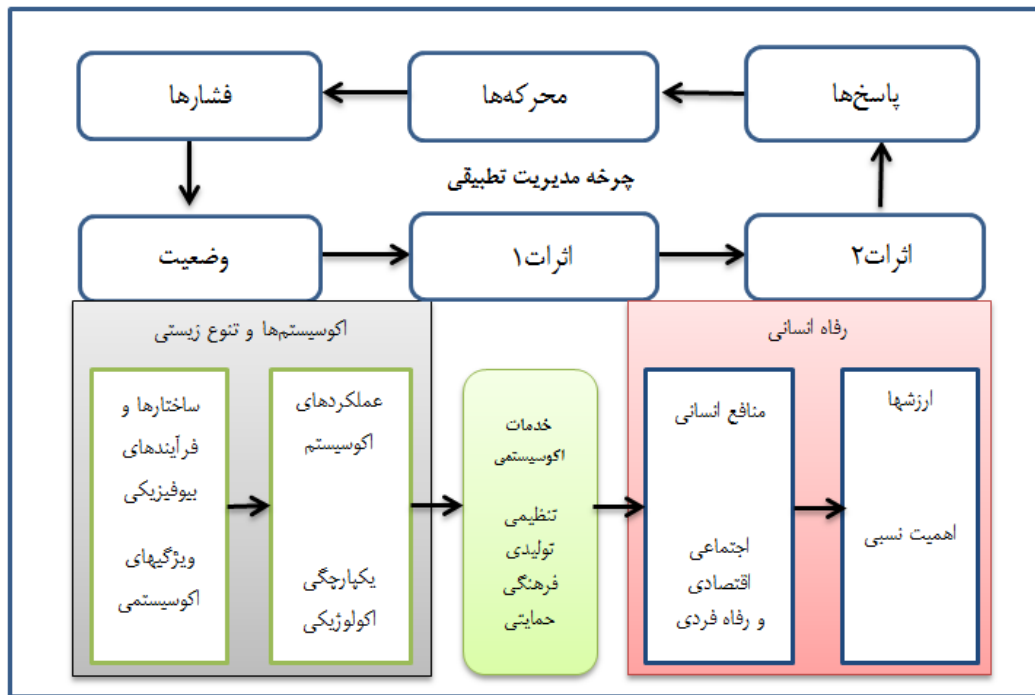 پاسخ‌ها
محرکه‌ها
فشارها
چرخه مدیریت تطبیقی
اثرات۲
اثرات۱
وضعیت
رفاه انسانی
ارزشها
اهمیت نسبی
منافع انسانی
اجتماعی
اقتصادی
و رفاه فردی
خدمات
اکوسیستمی
تنظیمی
تولیدی
فرهنگی
حمایتی
اکوسیستم‌ها و تنوع زیستی
عملکردهای
اکوسیستم
یکپارچگی
اکولوژیکی
ساختارها و
فرآیندهای
بیوفیزیکی
ویژگیهای
اکوسیستمی